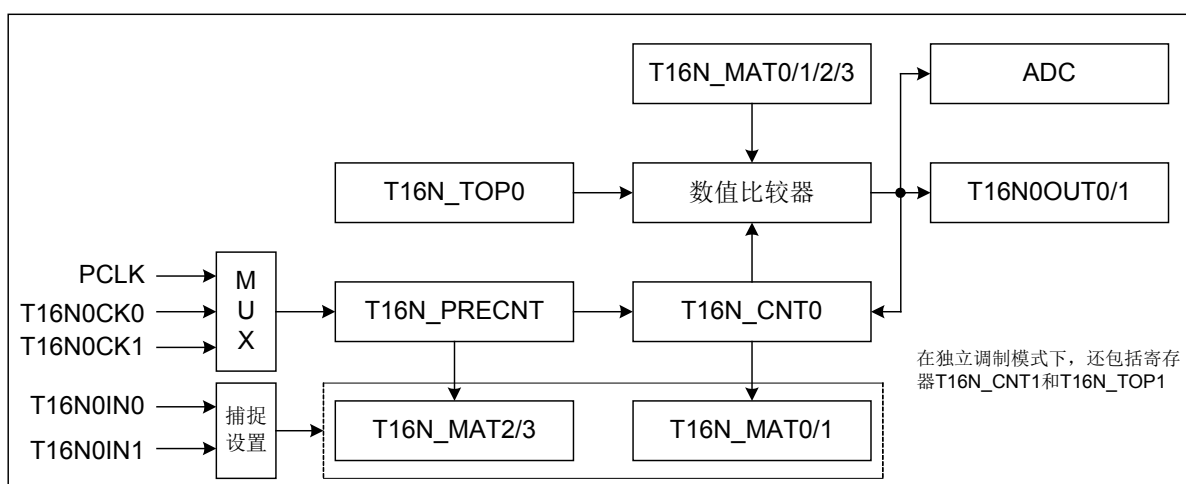 T16N_MAT0/1/2/3
ADC
T16N_TOP0
数值比较器
T16N0OUT0/1
PCLK
T16N0CK0
T16N0CK1
M
U
X
T16N_PRECNT
T16N_CNT0
在独立调制模式下，还包括寄存
器T16N_CNT1和T16N_TOP1
T16N0IN0
T16N0IN1
捕捉
设置
T16N_MAT2/3
T16N_MAT0/1